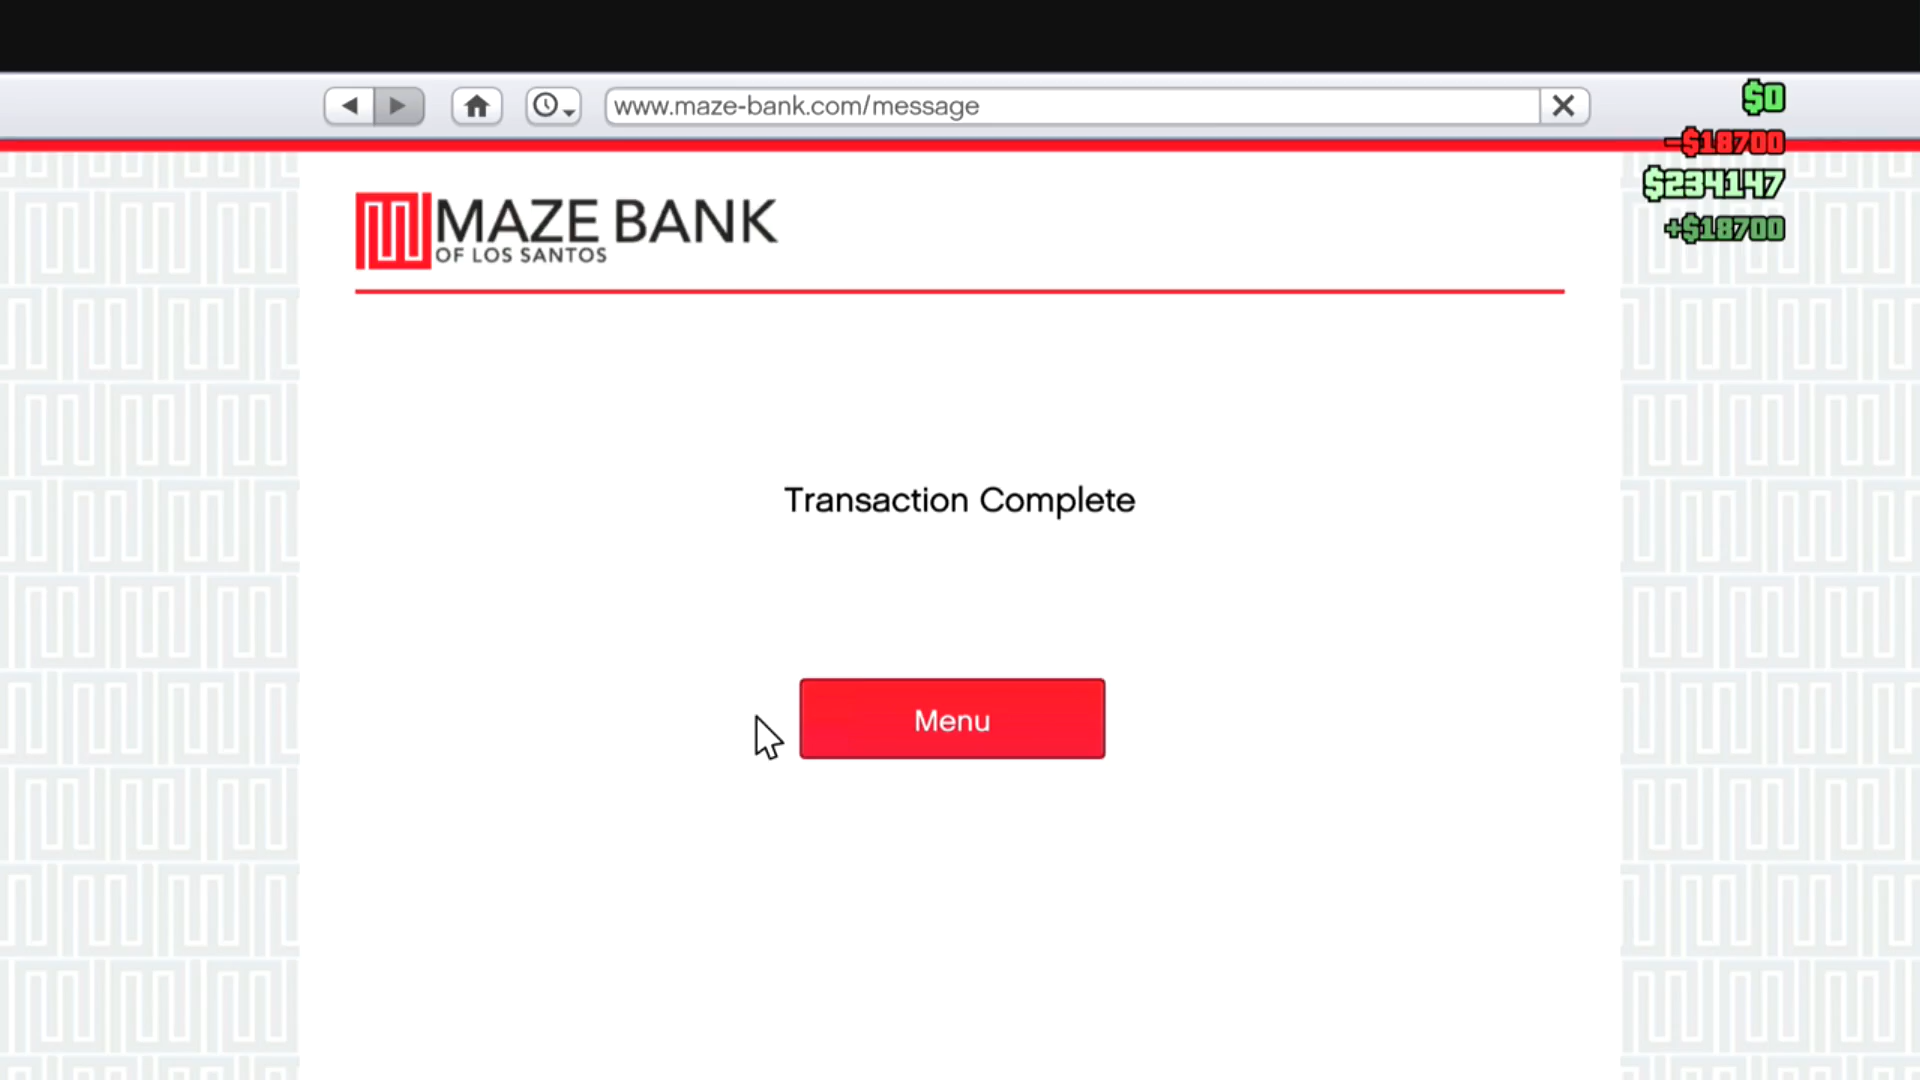 www.maze-bank.com/message
$0
-$18700
$234147
+$18700
MAZE BANK
OF LOS SANTOS
Transaction Complete
Menu